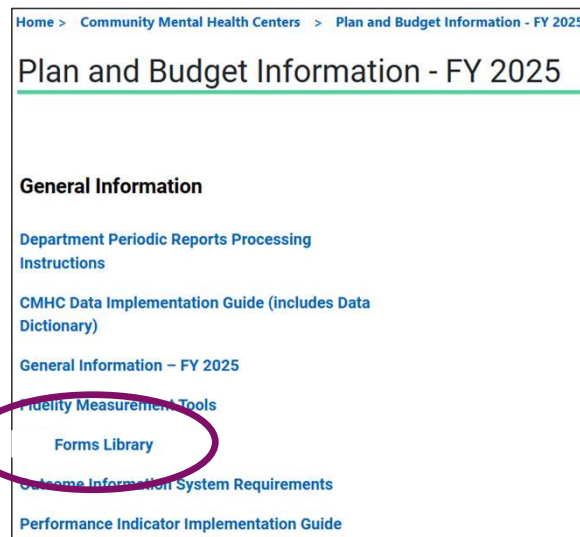 Home > Community Mental Health Centers > Plan and Budget Information - FY 2025
Plan and Budget Information - FY 2025
General Information
Department Periodic Reports Processing
Instructions
CMHC Data Implementation Guide (includes Data
Dictionary)
General Information – FY 2025
Fidelity Measurement Tools
Forms Library
Outcome Information System Requirements
Performance Indicator Implementation Guide